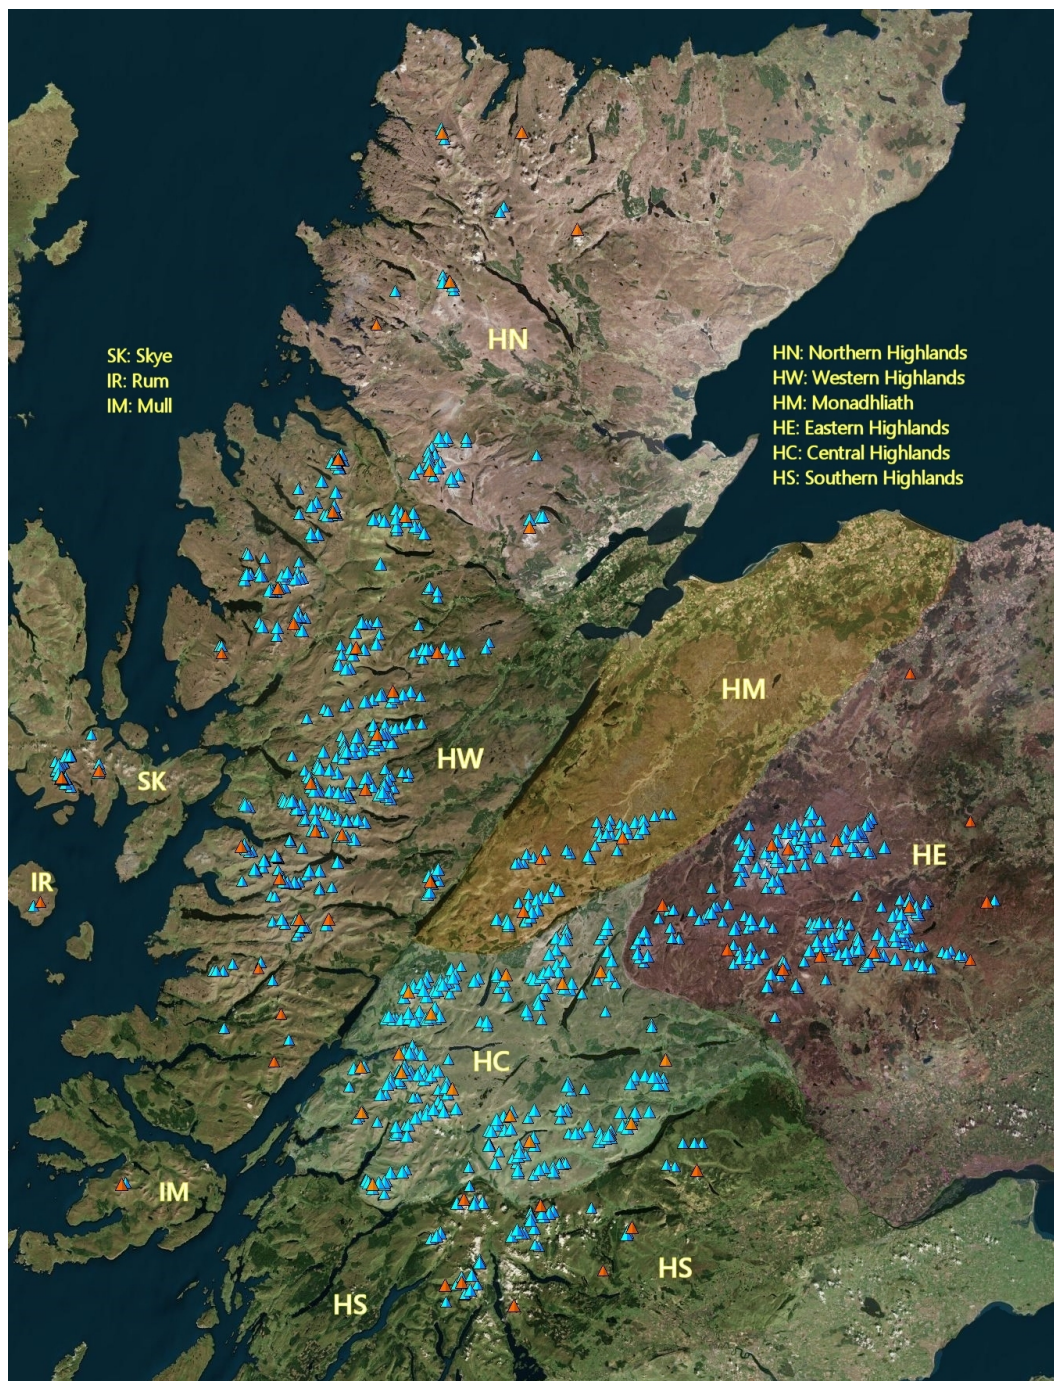 HN
SK: Skye
IR: Rum
IM: Mull
HN: Northern Highlands
HW: Western Highlands
HM: Monadhliath
HE: Eastern Highlands
HC: Central Highlands
HS: Southern Highlands
HM
HW
SK
HE
IR
HC
IM
HS
HS